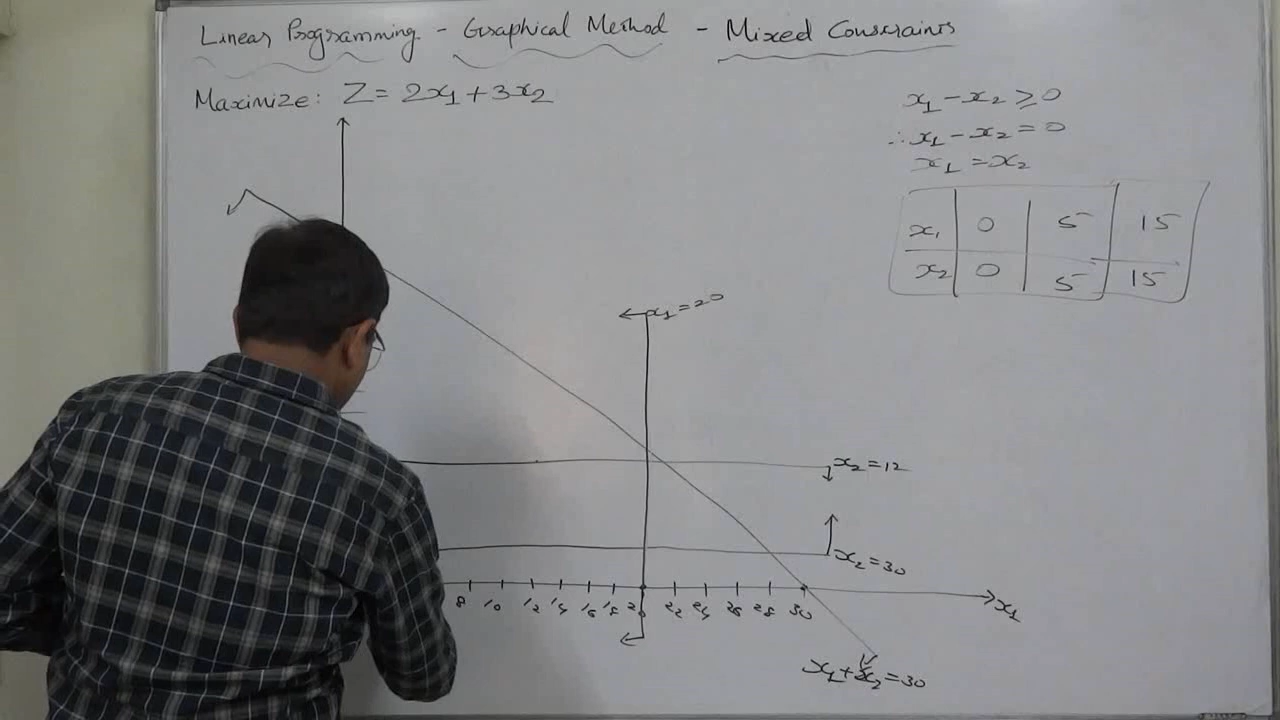 Linear Programming - Graphical Method - Mixed Constraints
Maximize: Z = 2x₁ + 3x₂
x₁ - x₂ ≥ 0
∴ x₁ - x₂ = 0
x₁ = x₂
x₁ 0 5 15
x₂ 0 5 15
x₁ = 20
x₂ = 12
x₂ = 30
8 10 12 14 16 18 20 22 24 26 28 30
x₁
x₁ + x₂ = 30